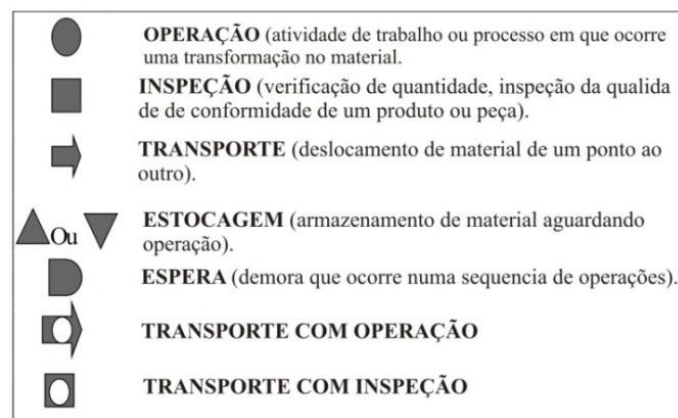 OPERAÇÃO (atividade de trabalho ou processo em que ocorre
uma transformação no material.
INSPEÇÃO (verificação de quantidade, inspeção da qualida
de de conformidade de um produto ou peça).
TRANSPORTE (deslocamento de material de um ponto ao
outro).
Ou
ESTOCAGEM (armazenamento de material aguardando
operação).
ESPERA (demora que ocorre numa sequencia de operações).
TRANSPORTE COM OPERAÇÃO
TRANSPORTE COM INSPEÇÃO